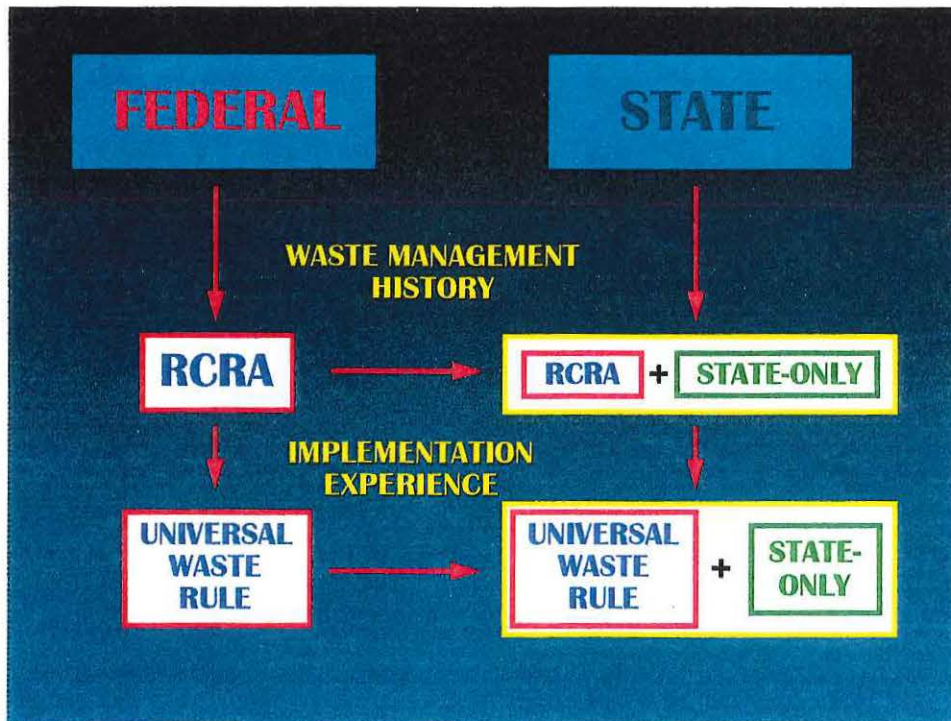 FEDERAL
STATE
WASTE MANAGEMENT
HISTORY
RCRA
RCRA + STATE-ONLY
IMPLEMENTATION
EXPERIENCE
UNIVERSAL
WASTE
RULE
UNIVERSAL
WASTE
RULE
+
STATE-
ONLY